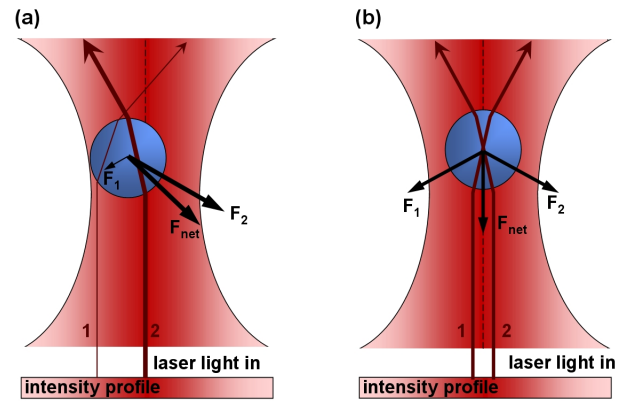 (a)
F1
F2
Fnet
1
2
laser light in
intensity profile
(b)
F1
F2
Fnet
1
2
laser light in
intensity profile